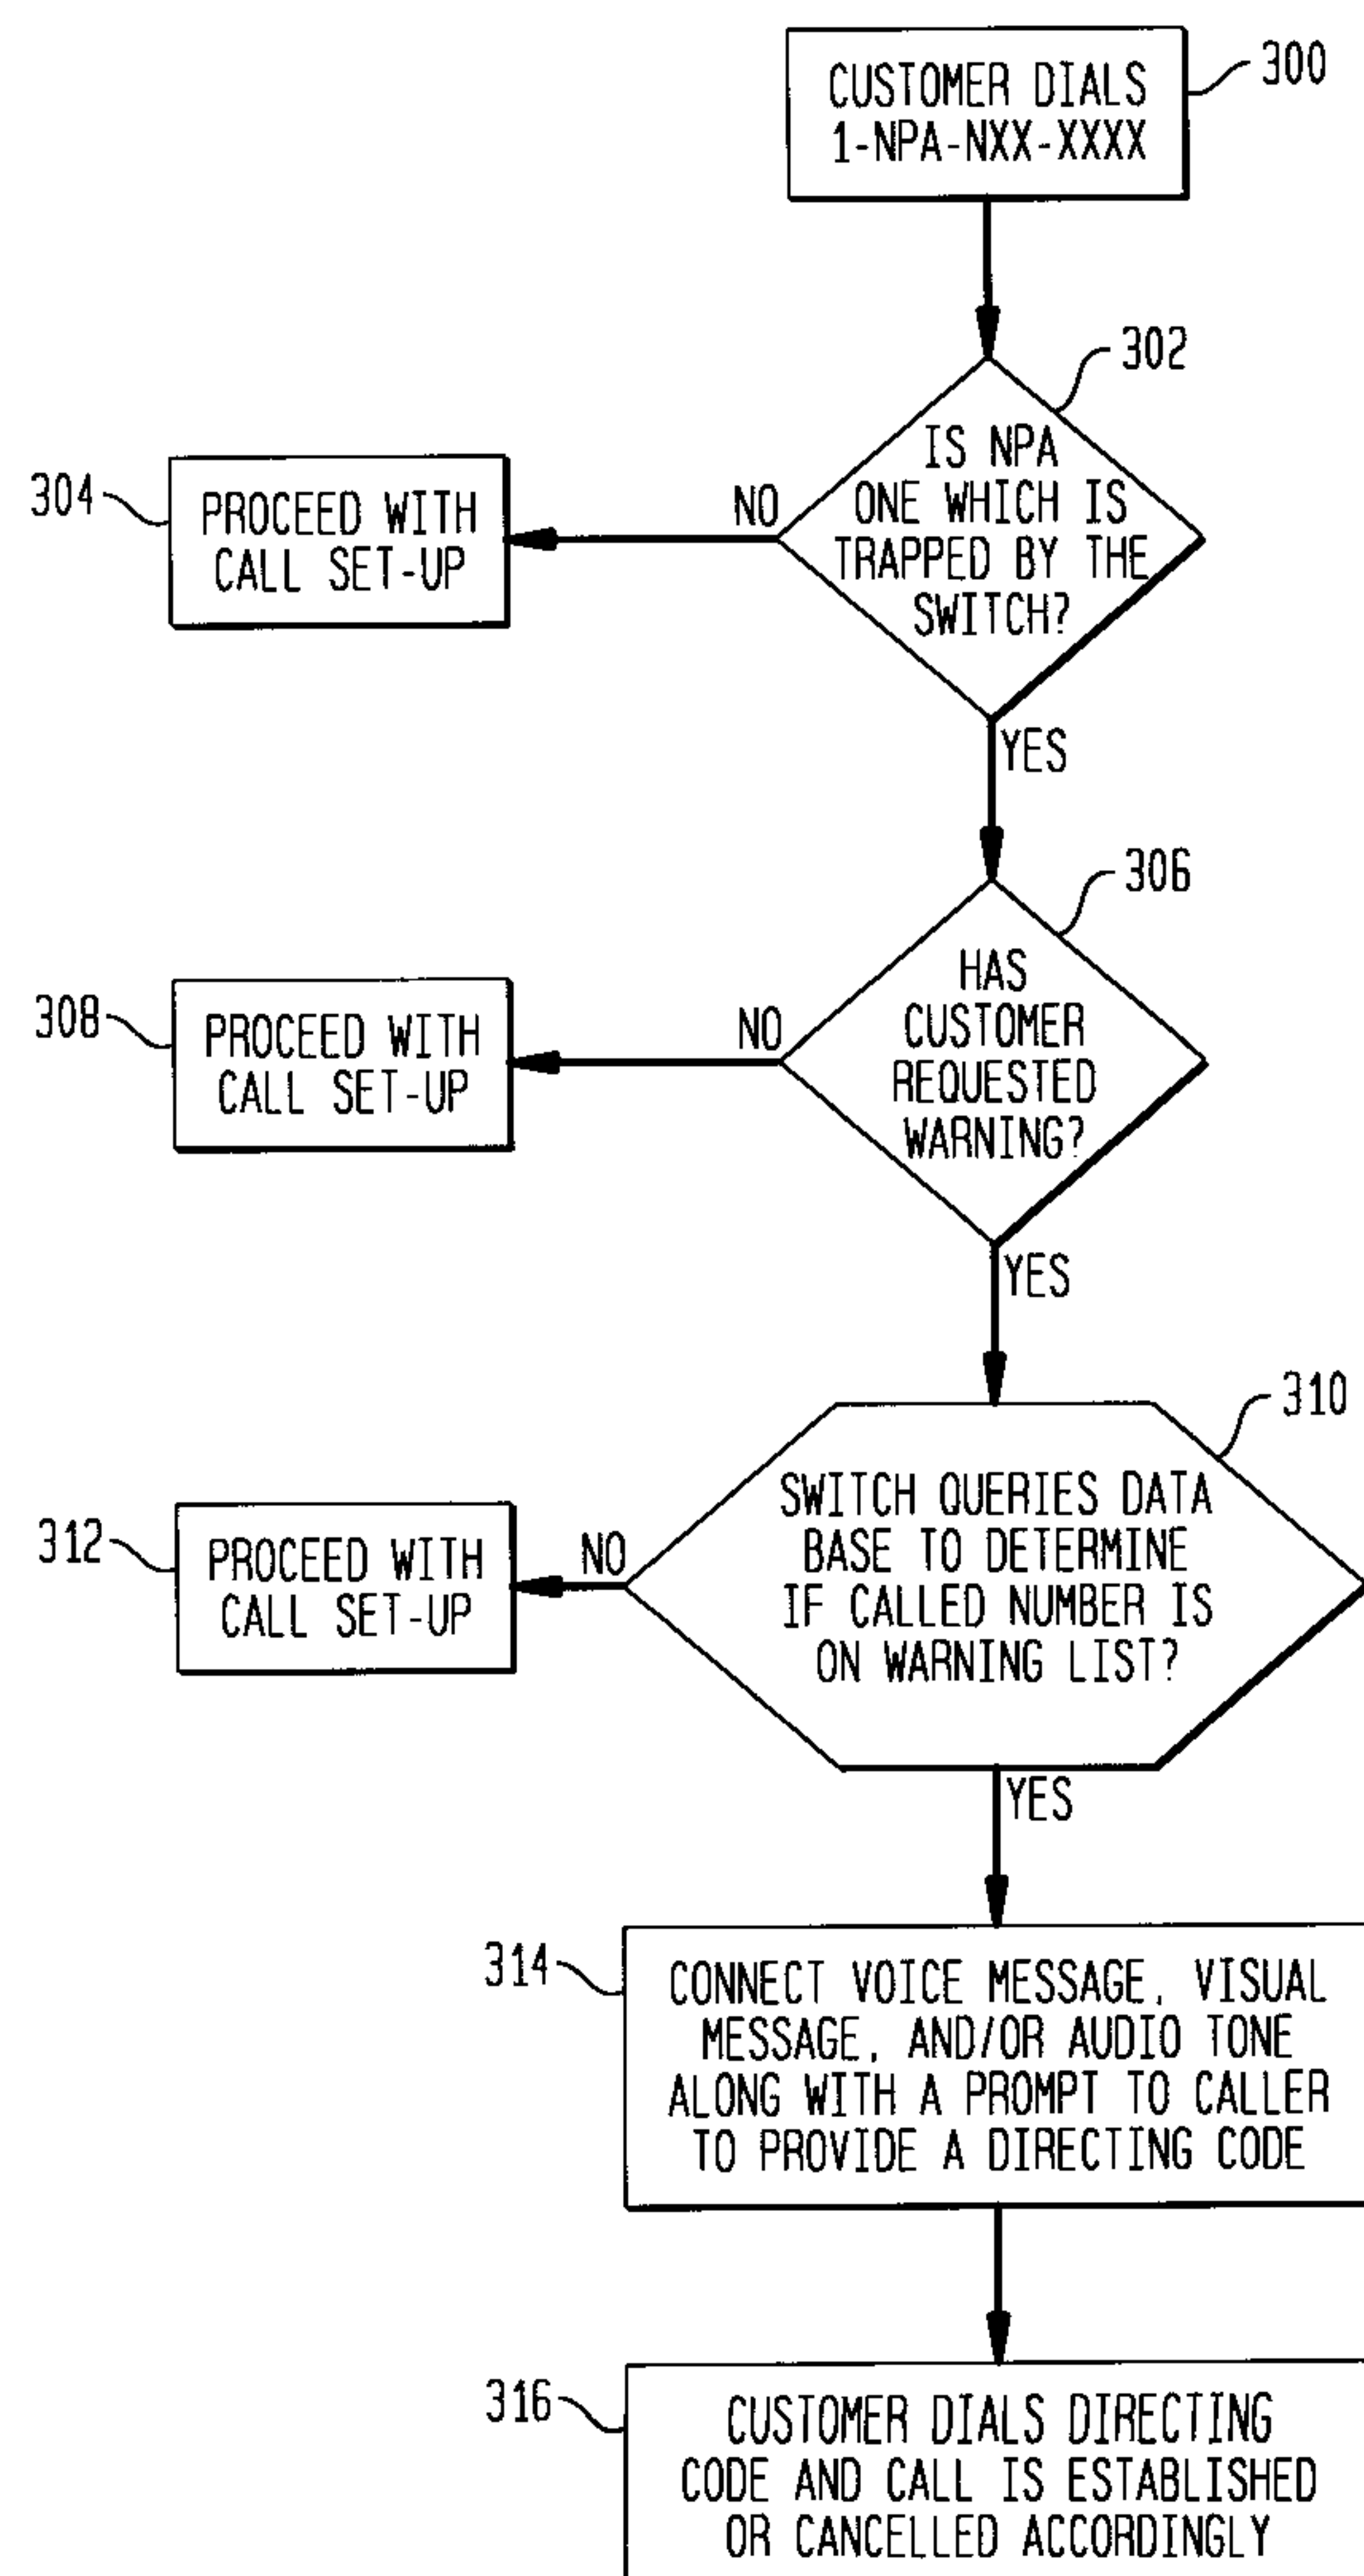 CUSTOMER DIALS
1-NPA-NXX-XXXX
300
302
IS NPA
ONE WHICH IS
TRAPPED BY THE
SWITCH?
NO
304
PROCEED WITH
CALL SET-UP
YES
306
HAS
CUSTOMER
REQUESTED
WARNING?
NO
308
PROCEED WITH
CALL SET-UP
YES
310
SWITCH QUERIES DATA
BASE TO DETERMINE
IF CALLED NUMBER IS
ON WARNING LIST?
NO
312
PROCEED WITH
CALL SET-UP
YES
314
CONNECT VOICE MESSAGE, VISUAL
MESSAGE, AND/OR AUDIO TONE
ALONG WITH A PROMPT TO CALLER
TO PROVIDE A DIRECTING CODE
316
CUSTOMER DIALS DIRECTING
CODE AND CALL IS ESTABLISHED
OR CANCELLED ACCORDINGLY